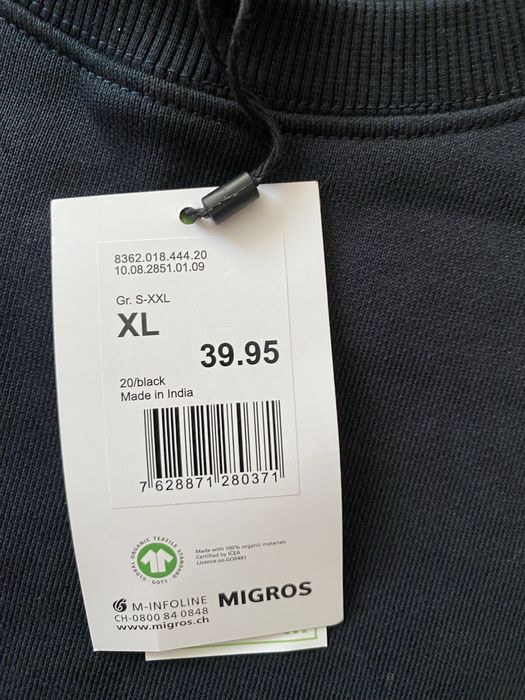 8362.018.444.20
10.08.2851.01.09
Gr. S-XXL
XL
39.95
20/black
Made in India
7 628871 280371
GLOBAL ORGANIC TEXTILE STANDARD · GOTS ·
Made with 100% organic materials
Certified by ICEA
Licence no.GO0481
M-INFOLINE
CH-0800 84 0848
www.migros.ch
MIGROS